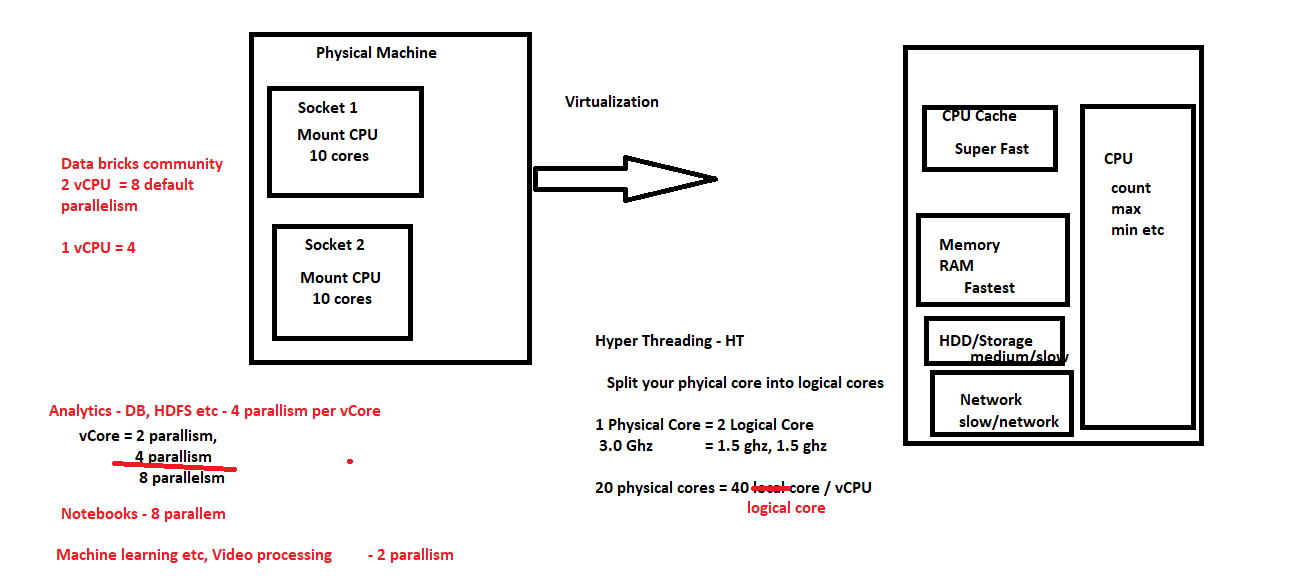 Physical Machine
Socket 1
Mount CPU
10 cores
Socket 2
Mount CPU
10 cores
Virtualization
Data bricks community
2 vCPU = 8 default
parallelism
1 vCPU = 4
CPU Cache
Super Fast
Memory
RAM
Fastest
HDD/Storage
medium/slow
Network
slow/network
CPU
count
max
min etc
Hyper Threading - HT
Split your phyical core into logical cores
1 Physical Core = 2 Logical Core
3.0 Ghz = 1.5 ghz, 1.5 ghz
20 physical cores = 40 local core / vCPU
logical core
Analytics - DB, HDFS etc - 4 parallism per vCore
vCore = 2 parallism,
4 parallism
8 parallelsm
Notebooks - 8 parallem
Machine learning etc, Video processing - 2 parallism